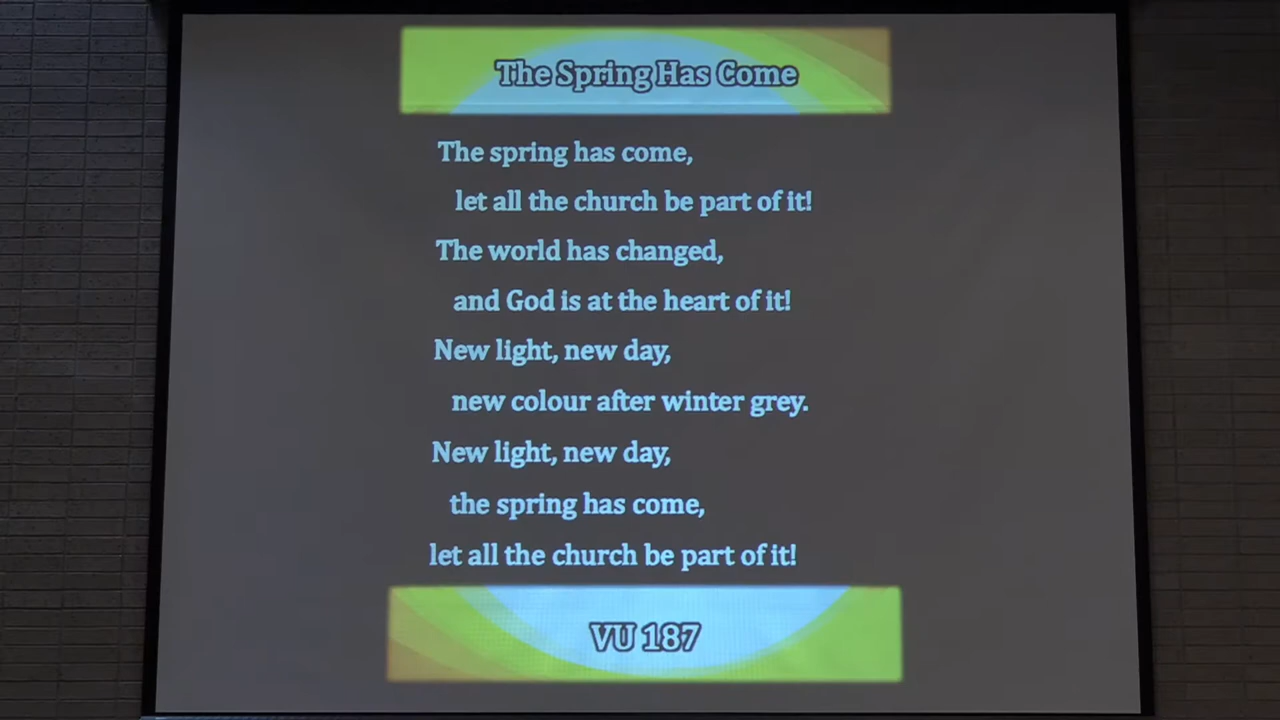 The Spring Has Come
The spring has come,
let all the church be part of it!
The world has changed,
and God is at the heart of it!
New light, new day,
new colour after winter grey.
New light, new day,
the spring has come,
let all the church be part of it!
VU 187